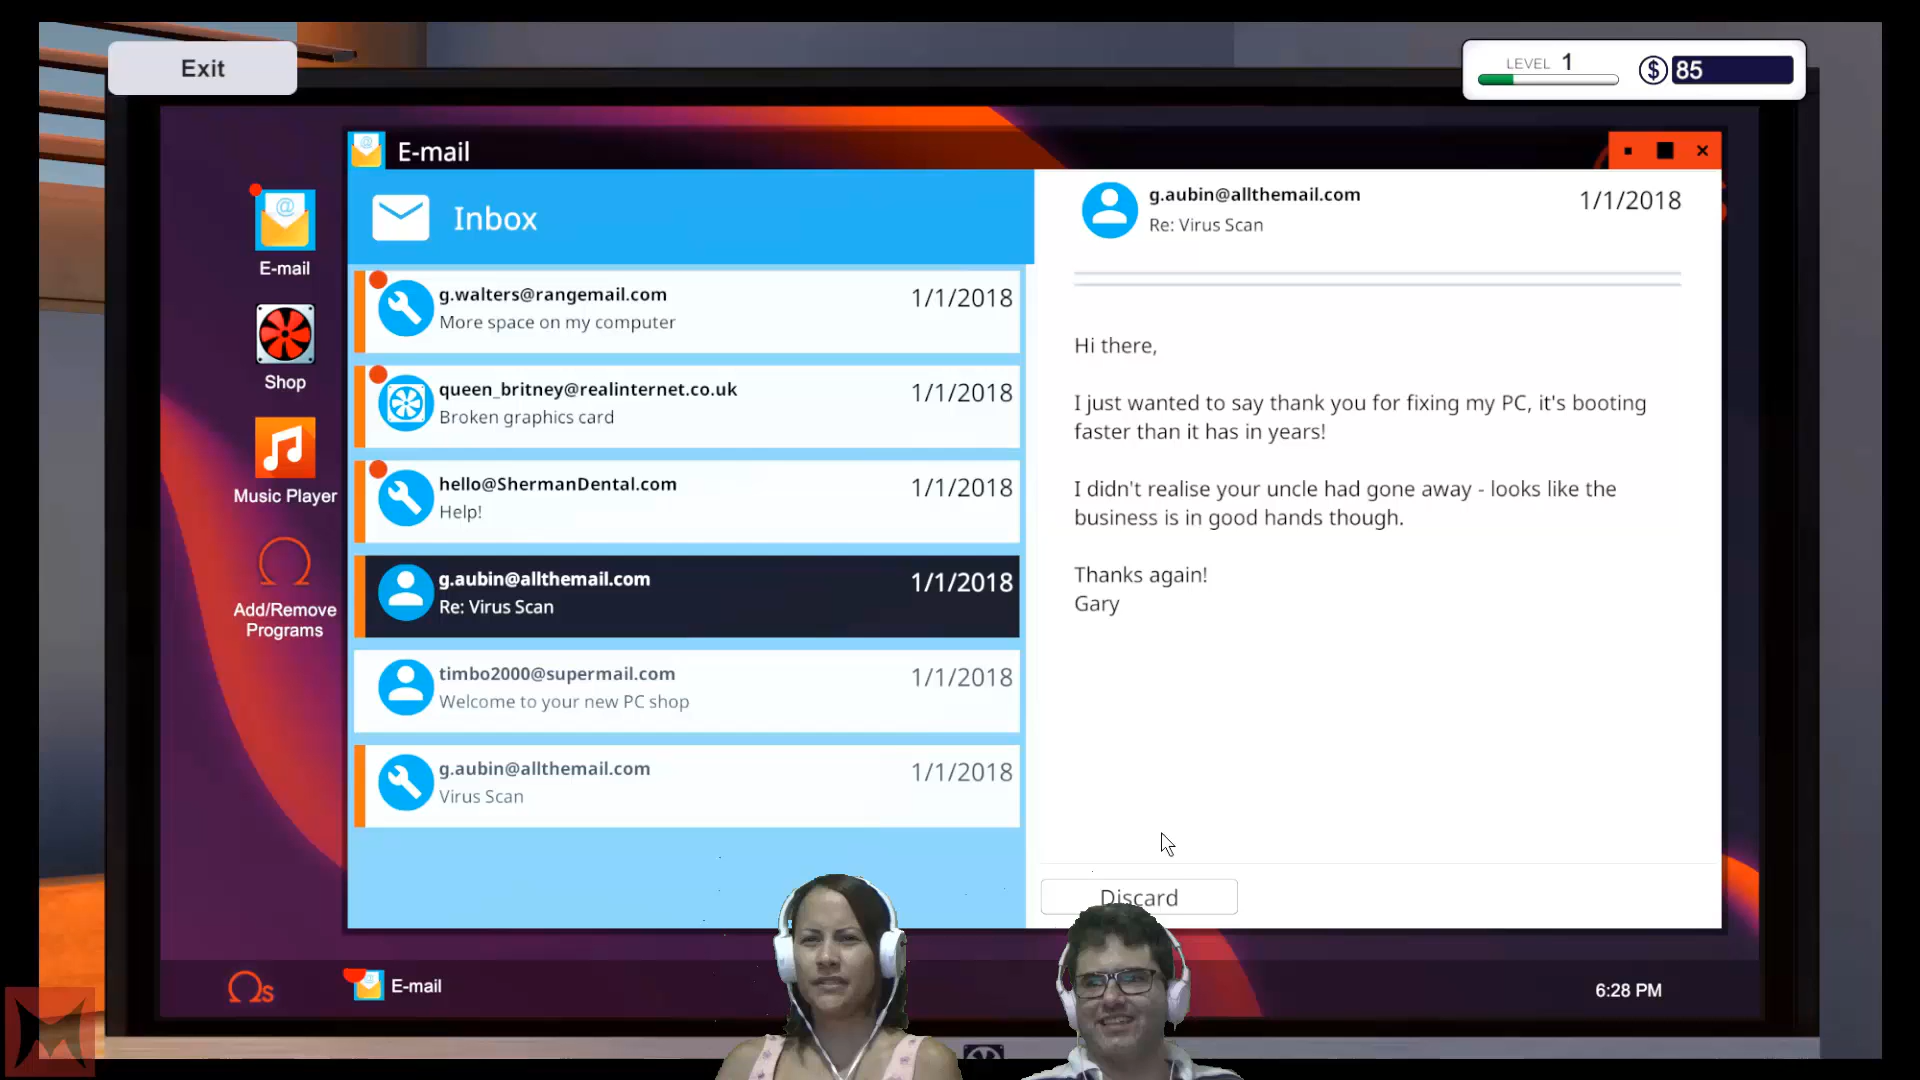 Exit
LEVEL 1
$ 85
E-mail
Inbox
E-mail
Shop
Music Player
Add/Remove
Programs
g.walters@rangemail.com
1/1/2018
More space on my computer
queen_britney@realinternet.co.uk
1/1/2018
Broken graphics card
hello@ShermanDental.com
1/1/2018
Help!
g.aubin@allthemail.com
1/1/2018
Re: Virus Scan
timbo2000@supermail.com
1/1/2018
Welcome to your new PC shop
g.aubin@allthemail.com
1/1/2018
Virus Scan
g.aubin@allthemail.com
1/1/2018
Re: Virus Scan
Hi there,
I just wanted to say thank you for fixing my PC, it's booting
faster than it has in years!
I didn't realise your uncle had gone away - looks like the
business is in good hands though.
Thanks again!
Gary
Discard
Ωs
E-mail
6:28 PM